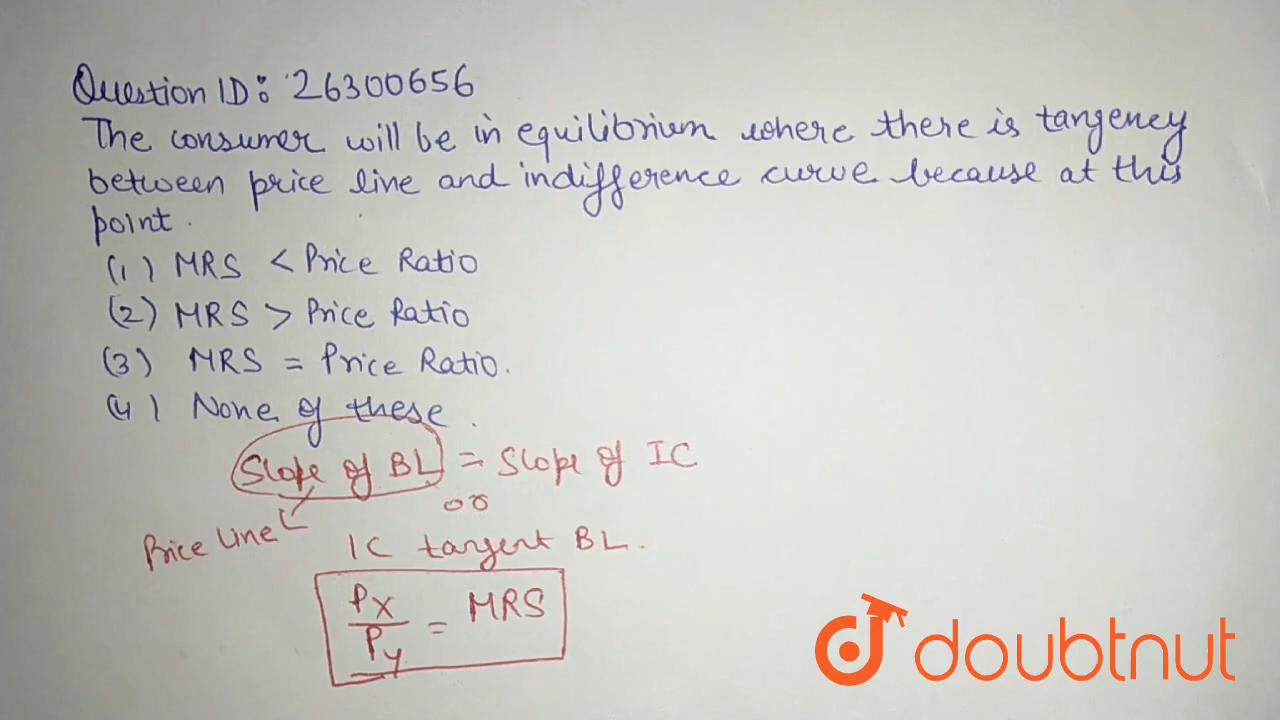 Question ID: 26300656
The consumer will be in equilibrium where there is tangency
between price line and indifference curve because at this
point.
(1) MRS < Price Ratio
(2) MRS > Price Ratio
(3) MRS = Price Ratio.
(4) None of these.
Slope of BL = Slope of IC
or
Price Line
IC tangent BL.
Px/Py = MRS
doubtnut